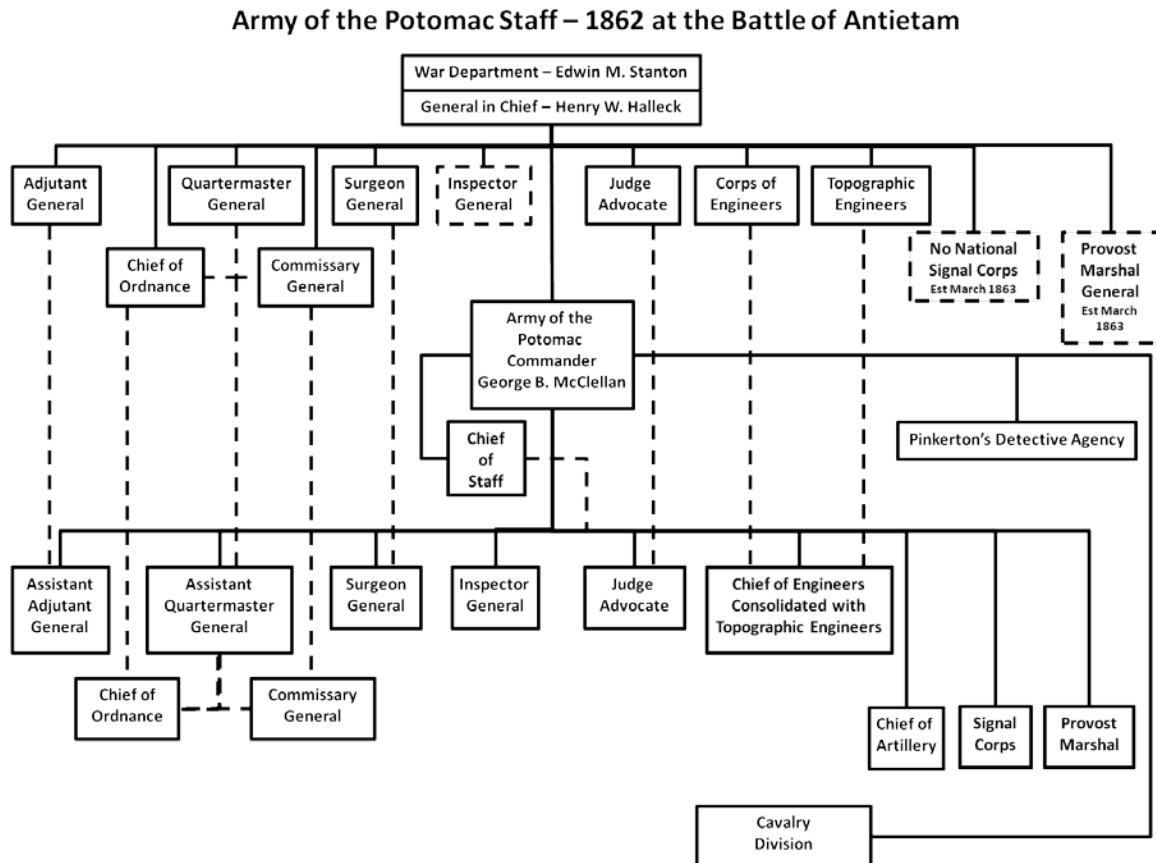 Army of the Potomac Staff – 1862 at the Battle of Antietam
War Department – Edwin M. Stanton
General in Chief – Henry W. Halleck
Adjutant
General
Quartermaster
General
Surgeon
General
Inspector
General
Judge
Advocate
Corps of
Engineers
Topographic
Engineers
Chief of
Ordnance
Commissary
General
No National
Signal Corps
Est March 1863
Provost
Marshal
General
Est March
1863
Army of the
Potomac
Commander
George B. McClellan
Chief
of
Staff
Pinkerton's Detective Agency
Assistant
Adjutant
General
Assistant
Quartermaster
General
Surgeon
General
Inspector
General
Judge
Advocate
Chief of Engineers
Consolidated with
Topographic Engineers
Chief of
Ordnance
Commissary
General
Chief of
Artillery
Signal
Corps
Provost
Marshal
Cavalry
Division